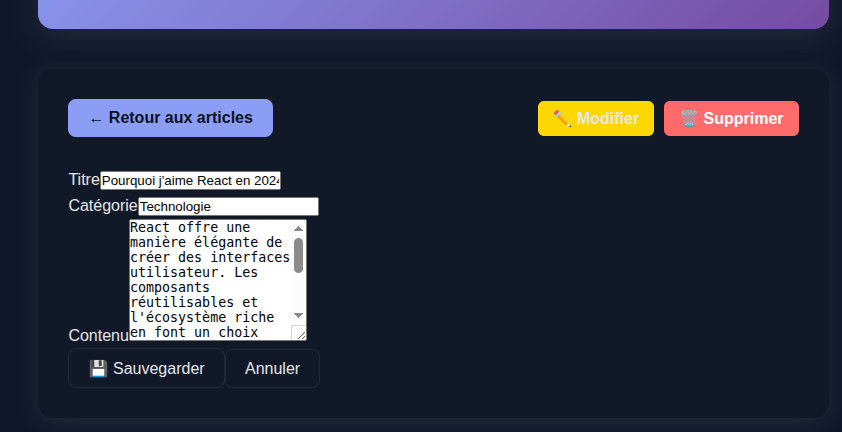 ← Retour aux articles
✏️ Modifier
🗑️ Supprimer
Titre
Pourquoi j'aime React en 2024
Catégorie
Technologie
Contenu
React offre une
manière élégante de
créer des interfaces
utilisateur. Les
composants
réutilisables et
l'écosystème riche
en font un choix
💾 Sauvegarder
Annuler